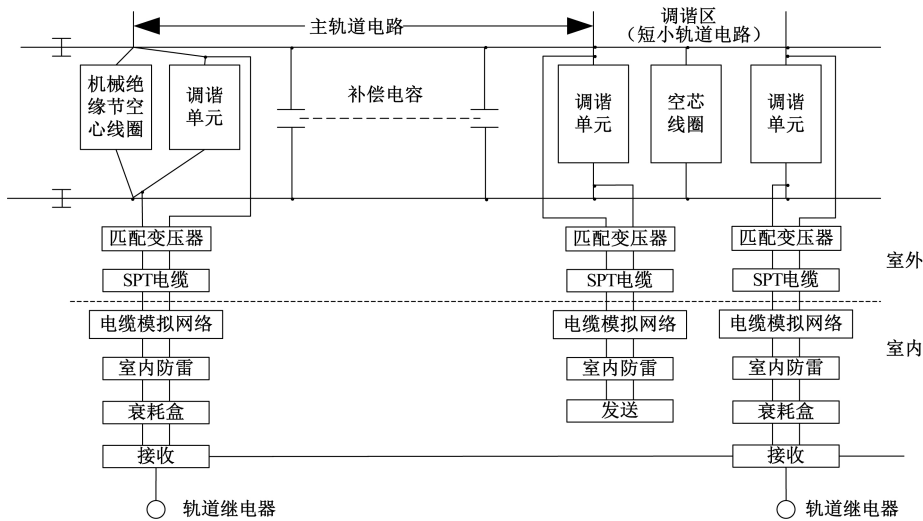 主轨道电路
调谐区
（短小轨道电路）
机械绝
缘节空
心线圈
调谐
单元
补偿电容
调谐
单元
空芯
线圈
调谐
单元
匹配变压器
匹配变压器
匹配变压器
室外
SPT电缆
SPT电缆
SPT电缆
电缆模拟网络
电缆模拟网络
电缆模拟网络
室内
室内防雷
室内防雷
室内防雷
衰耗盒
发送
衰耗盒
接收
接收
轨道继电器
轨道继电器